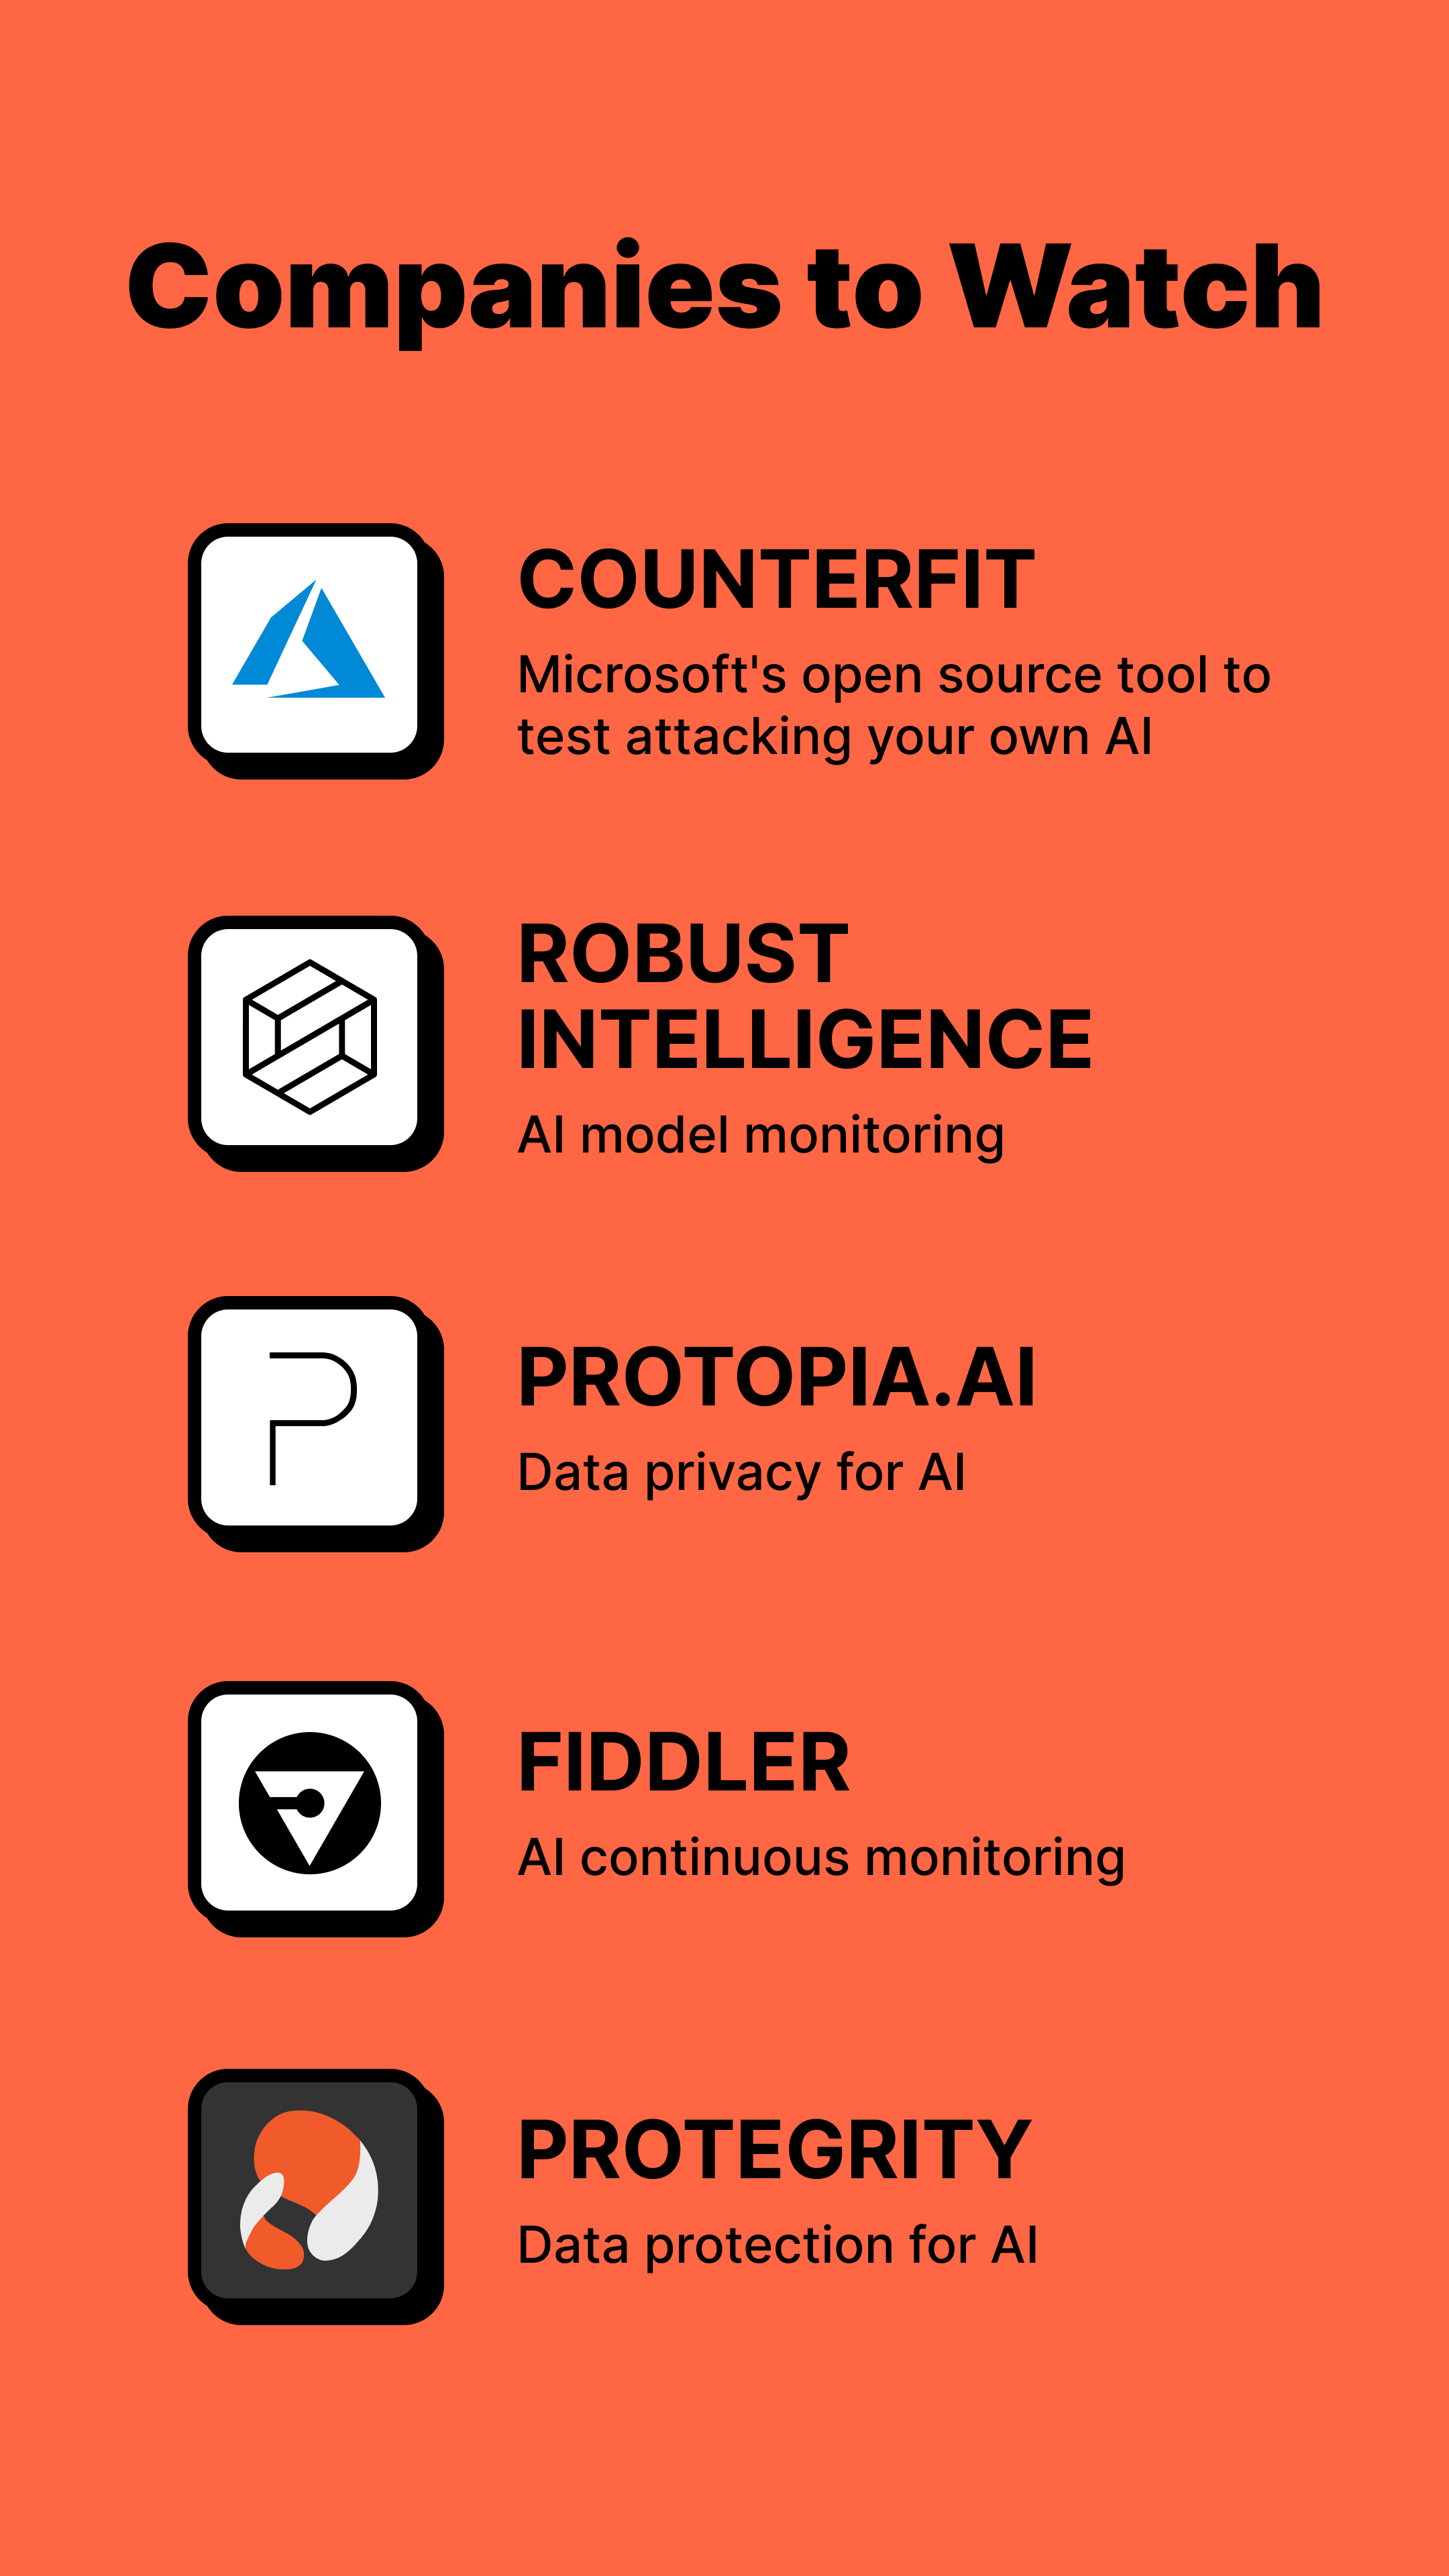 Companies to Watch
COUNTERFIT
Microsoft's open source tool to
test attacking your own AI
ROBUST
INTELLIGENCE
AI model monitoring
PROTOPIA.AI
Data privacy for AI
FIDDLER
AI continuous monitoring
PROTEGRITY
Data protection for AI